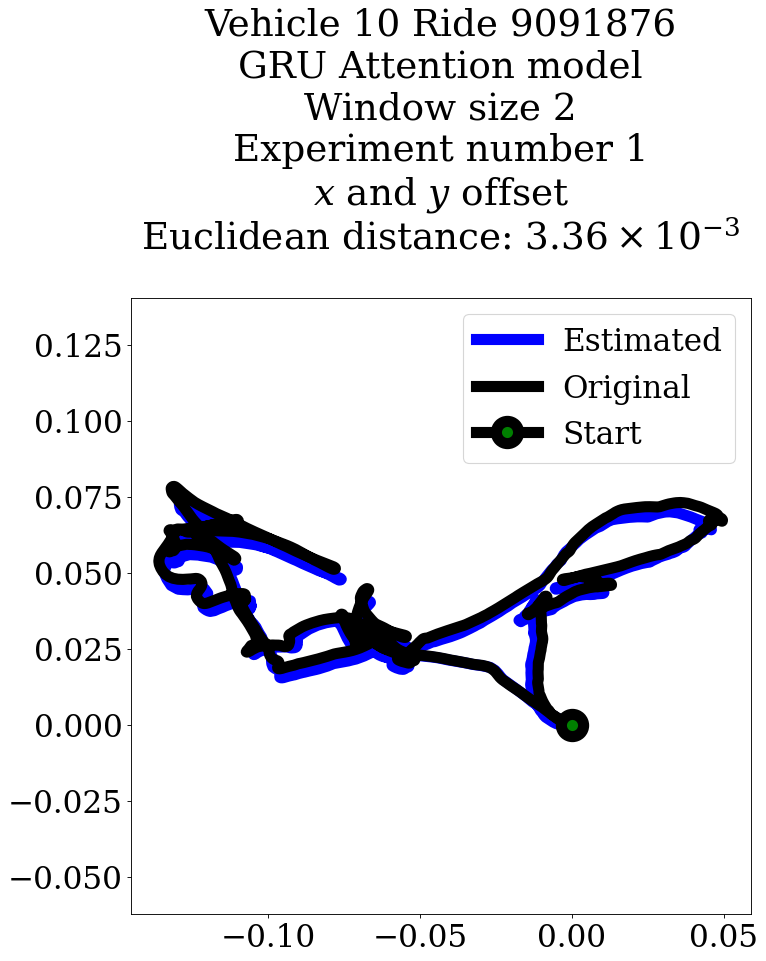 Vehicle 10 Ride 9091876
GRU Attention model
Window size 2
Experiment number 1
x and y offset
Euclidean distance: 3.36 × 10⁻³
Estimated
Original
Start
0.125
0.100
0.075
0.050
0.025
0.000
−0.025
−0.050
−0.10 −0.05 0.00 0.05